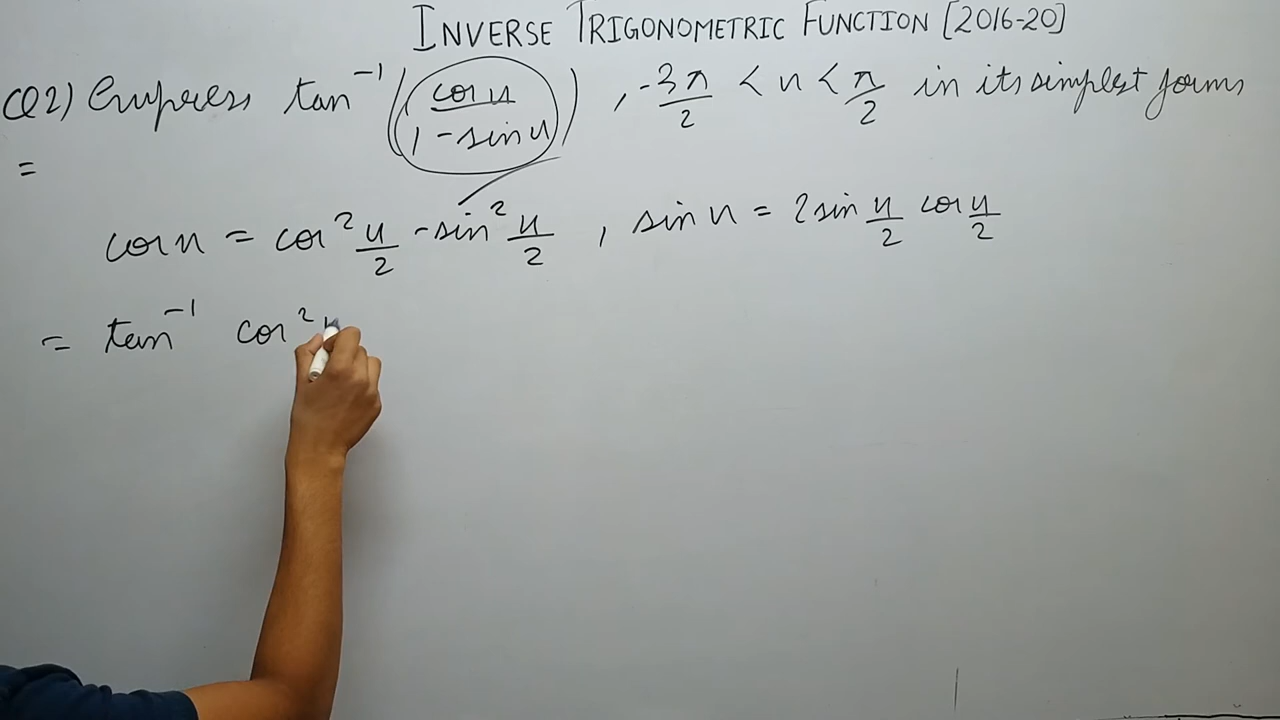 INVERSE TRIGONOMETRIC FUNCTION [2016-20]
Q2) Express tan⁻¹ (cos x / 1 - sin x), -3π/2 < x < π/2 in its simplest forms
=
cos x = cos² x/2 - sin² x/2 , sin x = 2 sin x/2 cos x/2
= tan⁻¹ cos²